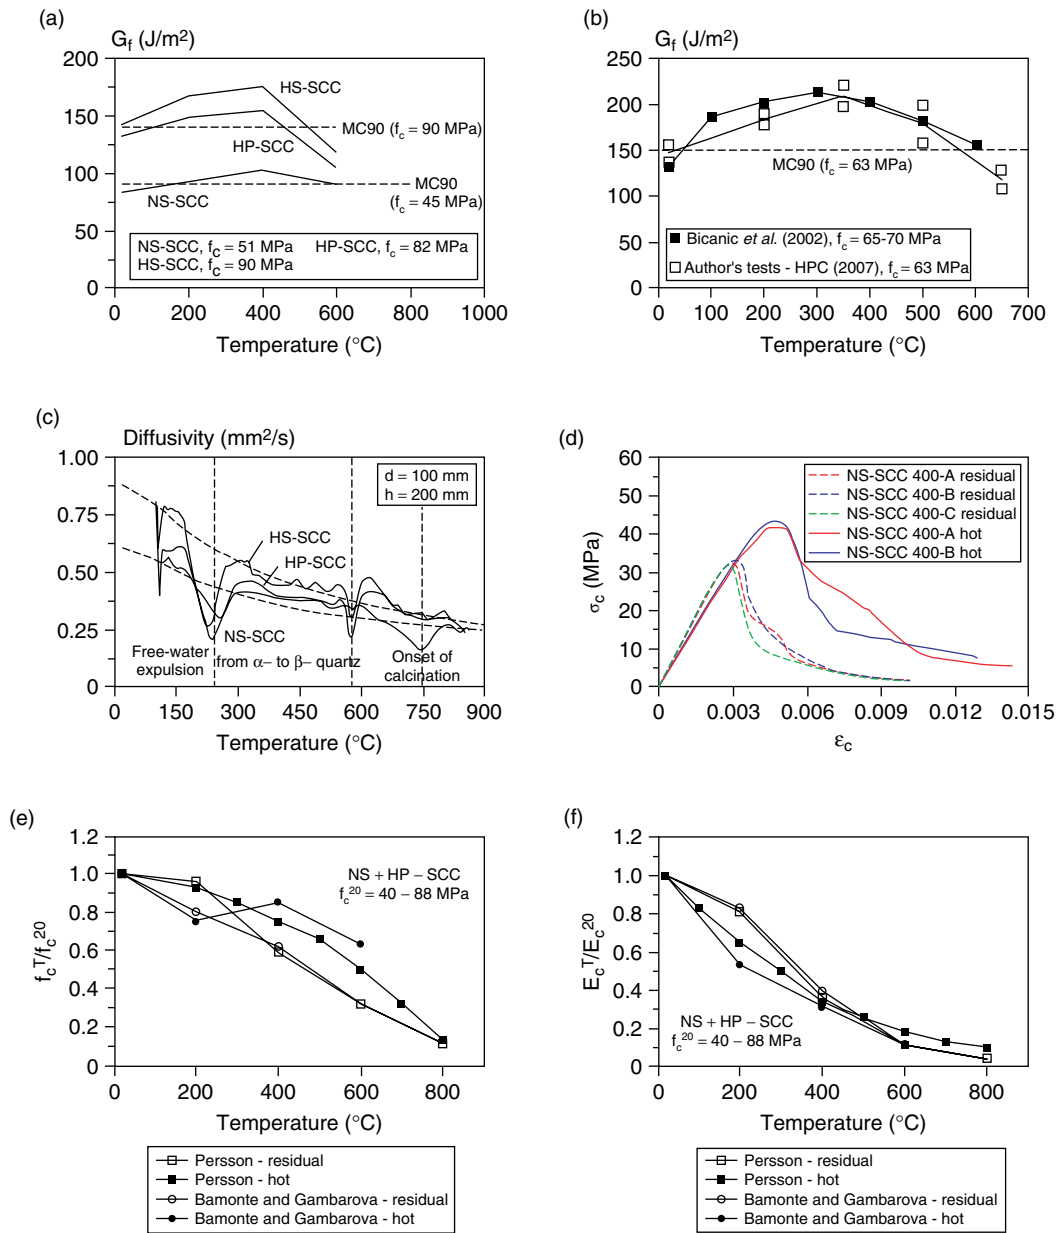 (a)
G_f (J/m²)
200
150
100
50
0
0 200 400 600 800 1000
HS-SCC
MC90 (f_c = 90 MPa)
HP-SCC
MC90
(f_c = 45 MPa)
NS-SCC
NS-SCC, f_c = 51 MPa HP-SCC, f_c = 82 MPa
HS-SCC, f_c = 90 MPa
Temperature (°C)
(b)
G_f (J/m²)
250
200
150
100
50
0
0 100 200 300 400 500 600 700
MC90 (f_c = 63 MPa)
Bicanic et al. (2002), f_c = 65-70 MPa
Author's tests - HPC (2007), f_c = 63 MPa
Temperature (°C)
(c)
Diffusivity (mm²/s)
1.00
0.75
0.50
0.25
0
0 150 300 450 600 750 900
d = 100 mm
h = 200 mm
HS-SCC
HP-SCC
NS-SCC
Free-water
expulsion
from α– to β– quartz
Onset of
calcination
Temperature (°C)
(d)
σ_c (MPa)
60
50
40
30
20
10
0
0 0.003 0.006 0.009 0.012 0.015
NS-SCC 400-A residual
NS-SCC 400-B residual
NS-SCC 400-C residual
NS-SCC 400-A hot
NS-SCC 400-B hot
ε_c
(e)
f_c^T/f_c^20
1.2
1.0
0.8
0.6
0.4
0.2
0
0 200 400 600 800
NS + HP – SCC
f_c^20 = 40 – 88 MPa
Temperature (°C)
Persson - residual
Persson - hot
Bamonte and Gambarova - residual
Bamonte and Gambarova - hot
(f)
E_c^T/E_c^20
1.2
1.0
0.8
0.6
0.4
0.2
0
0 200 400 600 800
NS + HP – SCC
f_c^20 = 40 – 88 MPa
Temperature (°C)
Persson - residual
Persson - hot
Bamonte and Gambarova - residual
Bamonte and Gambarova - hot